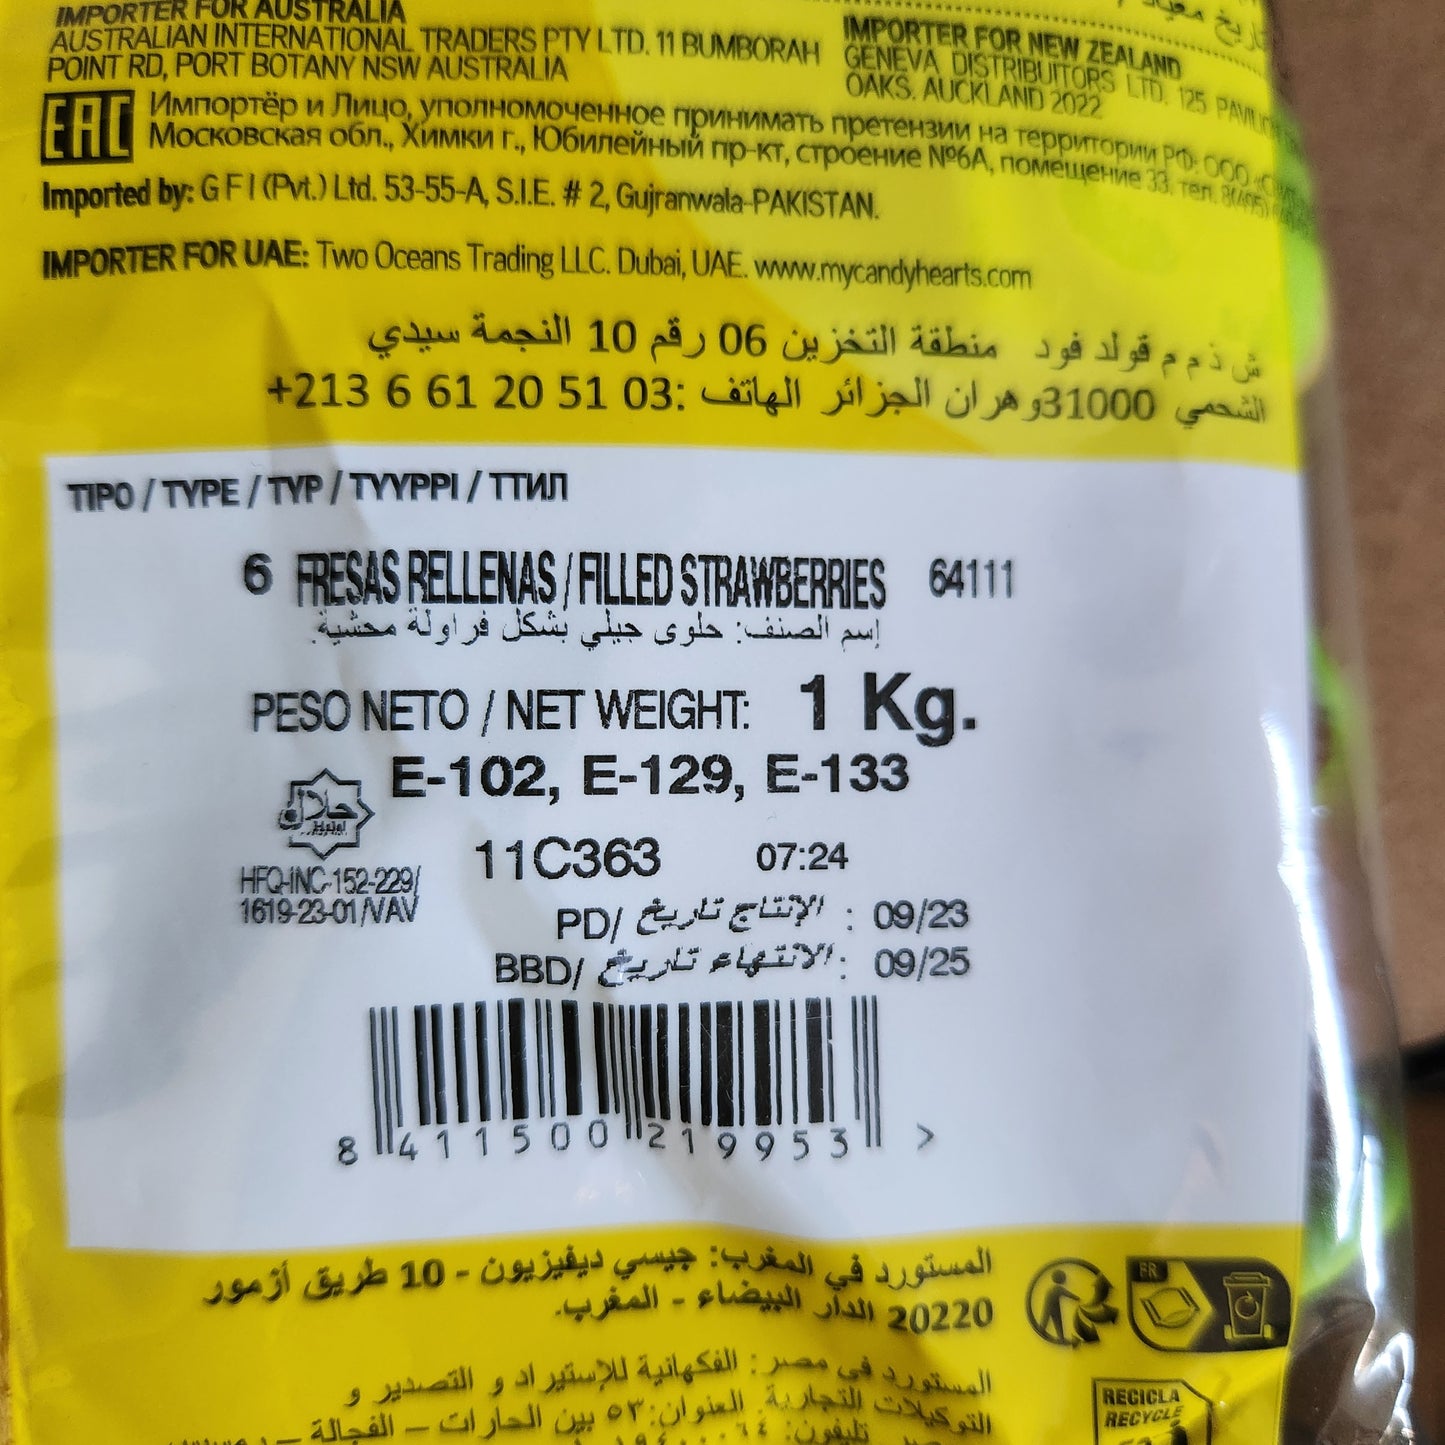 IMPORTER FOR AUSTRALIA
AUSTRALIAN INTERNATIONAL TRADERS PTY LTD. 11 BUMBORAH
POINT RD, PORT BOTANY NSW AUSTRALIA
IMPORTER FOR NEW ZEALAND
GENEVA DISTRIBUITORS LTD. 125
OAKS. AUCKLAND 2022
EAC
Импортёр и Лицо, уполномоченное принимать претензии на территории РФ: ООО
Московская обл., Химки г., Юбилейный пр-кт, строение №6А, помещение 33. тел. 8(495)
Imported by: G F I (Pvt.) Ltd. 53-55-A, S.I.E. # 2, Gujranwala-PAKISTAN.
IMPORTER FOR UAE: Two Oceans Trading LLC. Dubai, UAE. www.mycandyhearts.com
ش ذ م م قولد فود منطقة التخزين 06 رقم 10 النجمة سيدي
الشحمي 31000وهران الجزائر الهاتف: 03 51 20 61 6 213+
TIPO / TYPE / TYP / TYYPPI / ТТИЛ
6 FRESAS RELLENAS / FILLED STRAWBERRIES 64111
إسم الصنف: حلوى جيلي بشكل فراولة محشية.
PESO NETO / NET WEIGHT: 1 Kg.
E-102, E-129, E-133
حلال
Halal
HFQ-INC-152-229/
1619-23-01/VAV
11C363 07:24
PD/ الإنتاج تاريخ : 09/23
BBD/ الانتهاء تاريخ : 09/25
8 411500 219953 >
المستورد في المغرب: جيسي ديفيزيون - 10 طريق أزمور
20220 الدار البيضاء - المغرب.
FR
المستورد في مصر: الفكهانية للإستيراد و التصدير و
التوكيلات التجارية. العنوان: ٥٣ بين الحارات – الفجالة –
تليفون:
RECICLA
RECYCLE